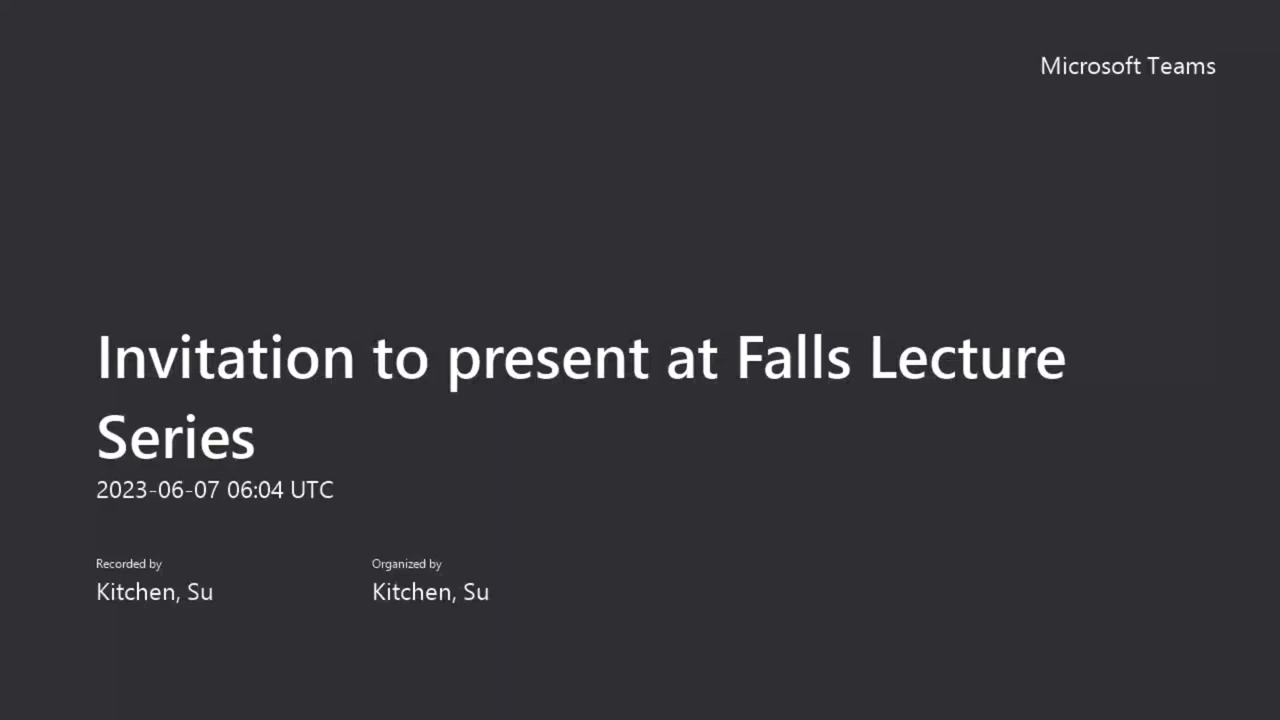 Microsoft Teams
Invitation to present at Falls Lecture
Series
2023-06-07 06:04 UTC
Recorded by
Kitchen, Su
Organized by
Kitchen, Su